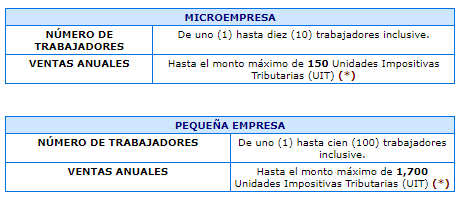 MICROEMPRESA
NÚMERO DE
TRABAJADORES
De uno (1) hasta diez (10) trabajadores inclusive.
VENTAS ANUALES
Hasta el monto máximo de 150 Unidades Impositivas
Tributarias (UIT) (*)
PEQUEÑA EMPRESA
NÚMERO DE TRABAJADORES
De uno (1) hasta cien (100) trabajadores
inclusive.
VENTAS ANUALES
Hasta el monto máximo de 1,700
Unidades Impositivas Tributarias (UIT) (*)